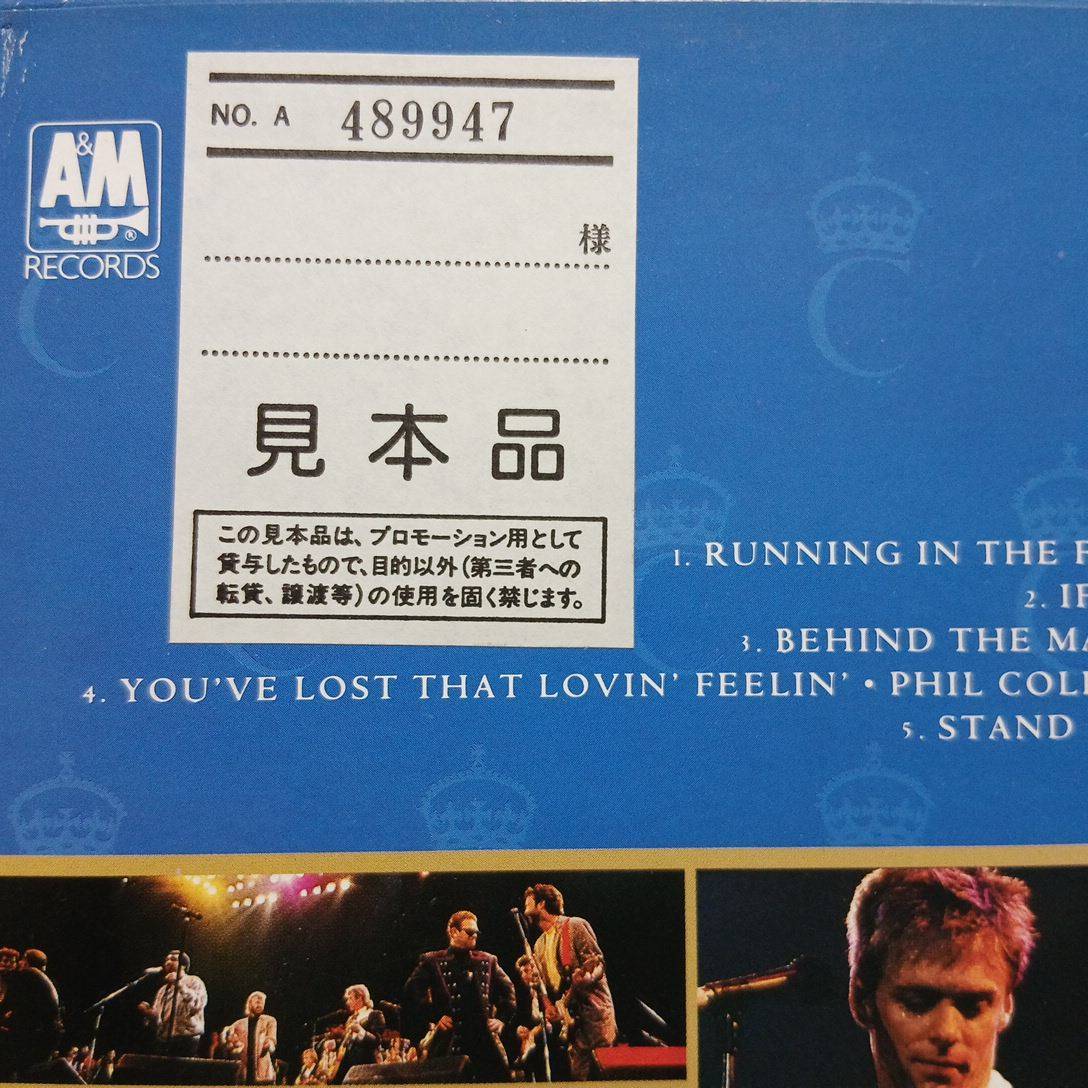 A&M
®
RECORDS
NO. A 489947
様
見本品
この見本品は、プロモーション用として
貸与したもので、目的以外(第三者への
転貸、譲渡等)の使用を固く禁じます。
1. RUNNING IN THE F
2. IF
3. BEHIND THE MA
4. YOU'VE LOST THAT LOVIN' FEELIN' • PHIL COLL
5. STAND